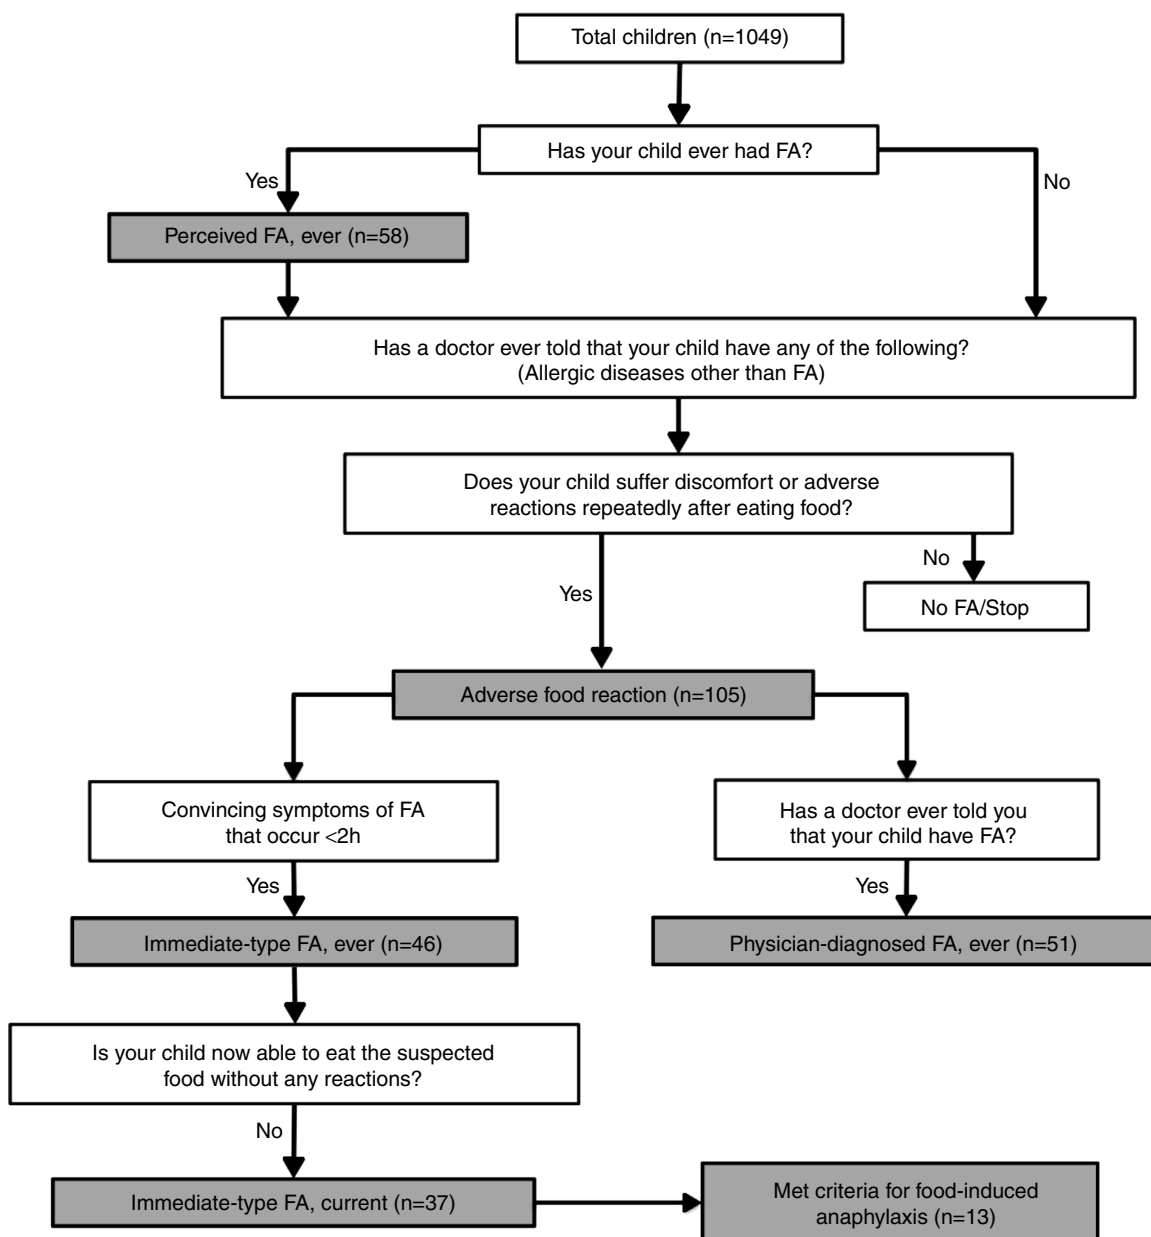 Total children (n=1049)
Has your child ever had FA?
Yes
No
Perceived FA, ever (n=58)
Has a doctor ever told that your child have any of the following?
(Allergic diseases other than FA)
Does your child suffer discomfort or adverse
reactions repeatedly after eating food?
No
Yes
No FA/Stop
Adverse food reaction (n=105)
Convincing symptoms of FA
that occur <2h
Has a doctor ever told you
that your child have FA?
Yes
Yes
Immediate-type FA, ever (n=46)
Physician-diagnosed FA, ever (n=51)
Is your child now able to eat the suspected
food without any reactions?
No
Immediate-type FA, current (n=37)
Met criteria for food-induced
anaphylaxis (n=13)